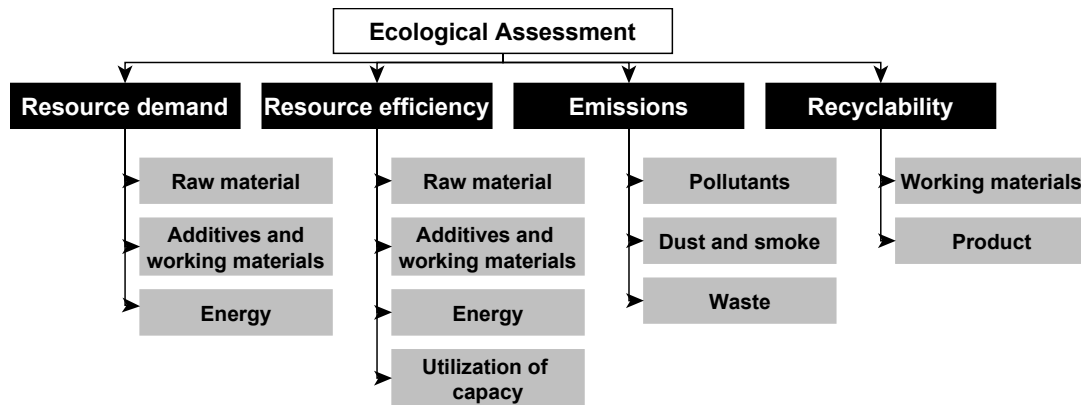 Ecological Assessment
Resource demand
Resource efficiency
Emissions
Recyclability
Raw material
Additives and
working materials
Energy
Raw material
Additives and
working materials
Energy
Utilization of
capacy
Pollutants
Dust and smoke
Waste
Working materials
Product